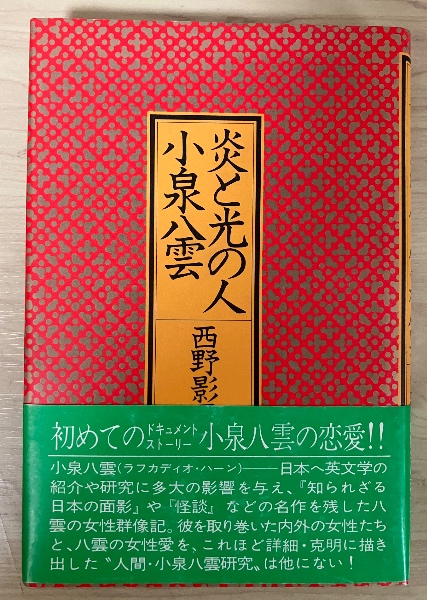 炎と光の人
小泉八雲
西野影
初めてのドキュメントストーリー小泉八雲の恋愛!!
小泉八雲(ラフカディオ・ハーン)――日本へ英文学の
紹介や研究に多大の影響を与え、『知られざる
日本の面影』や『怪談』などの名作を残した八
雲の女性群像記。彼を取り巻いた内外の女性たち
と、八雲の女性愛を、これほど詳細・克明に描き
出した〝人間・小泉八雲研究〟は他にない!